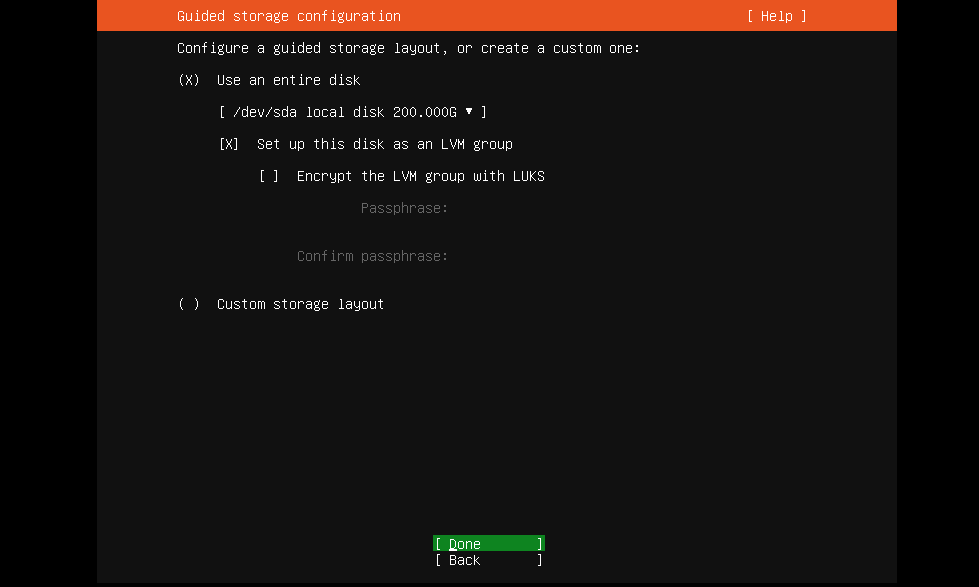 Guided storage configuration [ Help ]
Configure a guided storage layout, or create a custom one:
(X) Use an entire disk
[ /dev/sda local disk 200.000G ▾ ]
[X] Set up this disk as an LVM group
[ ] Encrypt the LVM group with LUKS
Passphrase:
Confirm passphrase:
( ) Custom storage layout
[ Done ]
[ Back ]